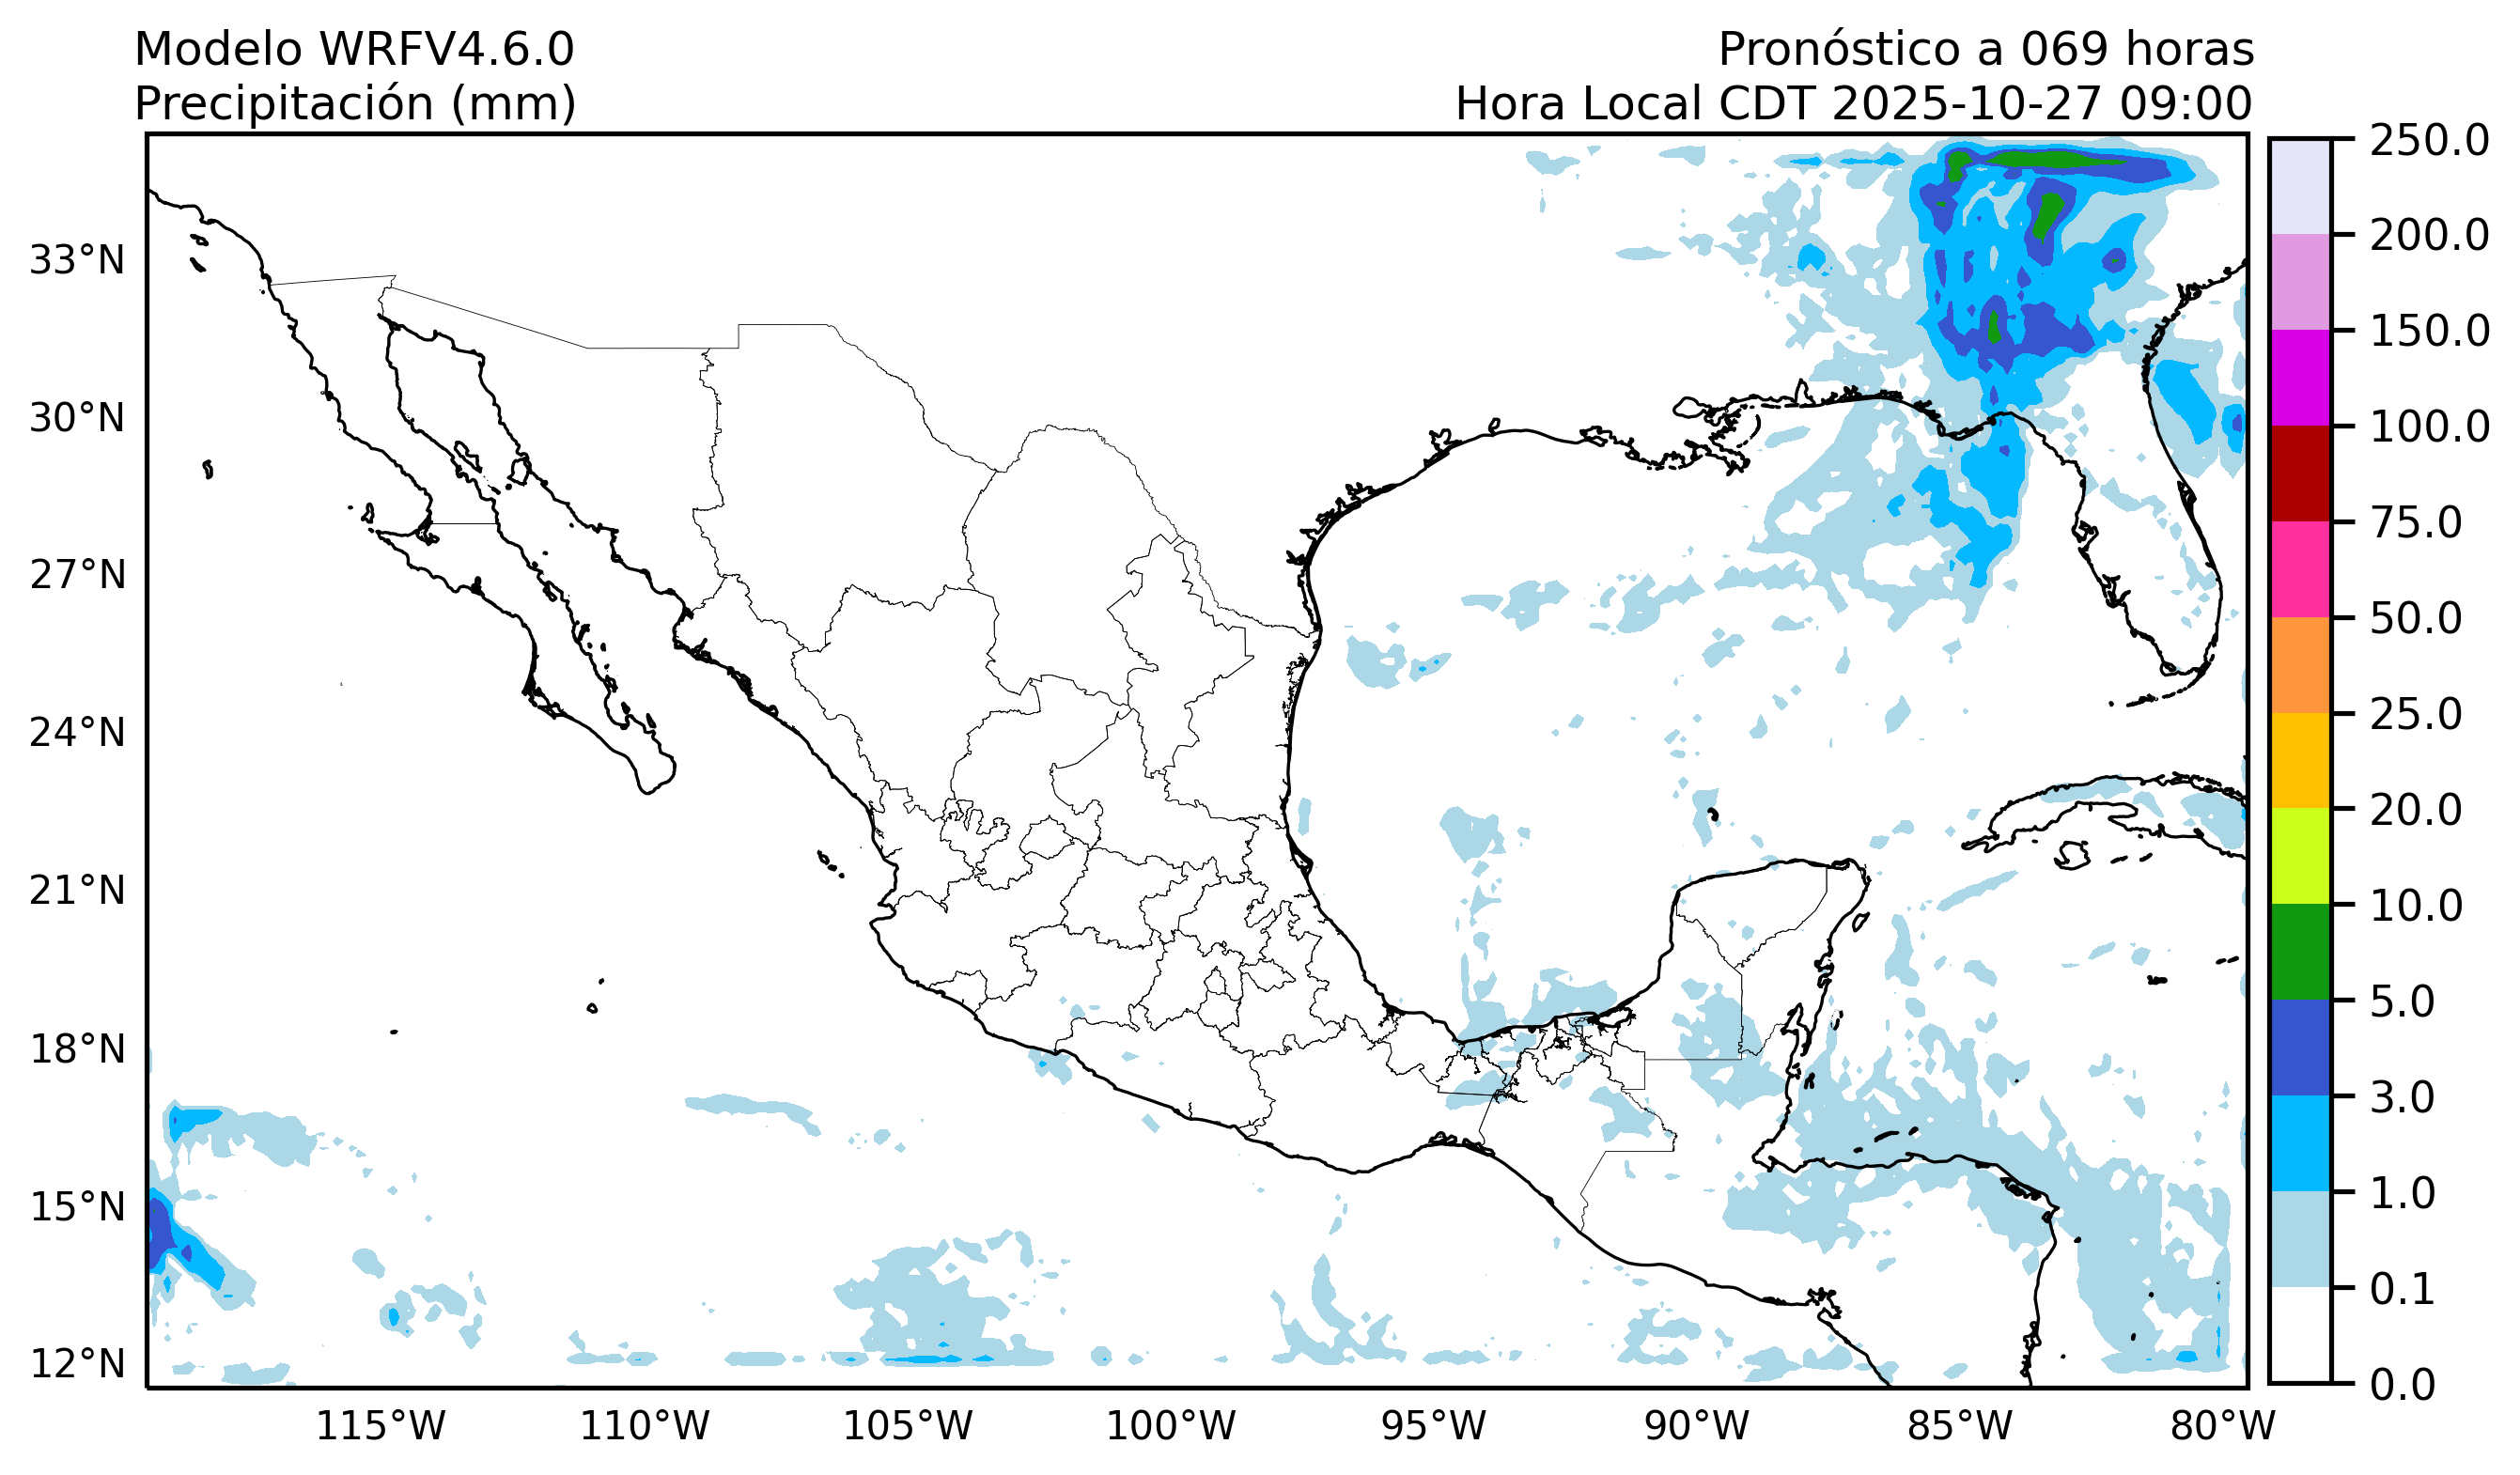 Modelo WRFV4.6.0
Precipitación (mm)
Pronóstico a 069 horas
Hora Local CDT 2025-10-27 09:00
33°N
30°N
27°N
24°N
21°N
18°N
15°N
12°N
115°W
110°W
105°W
100°W
95°W
90°W
85°W
80°W
250.0
200.0
150.0
100.0
75.0
50.0
25.0
20.0
10.0
5.0
3.0
1.0
0.1
0.0